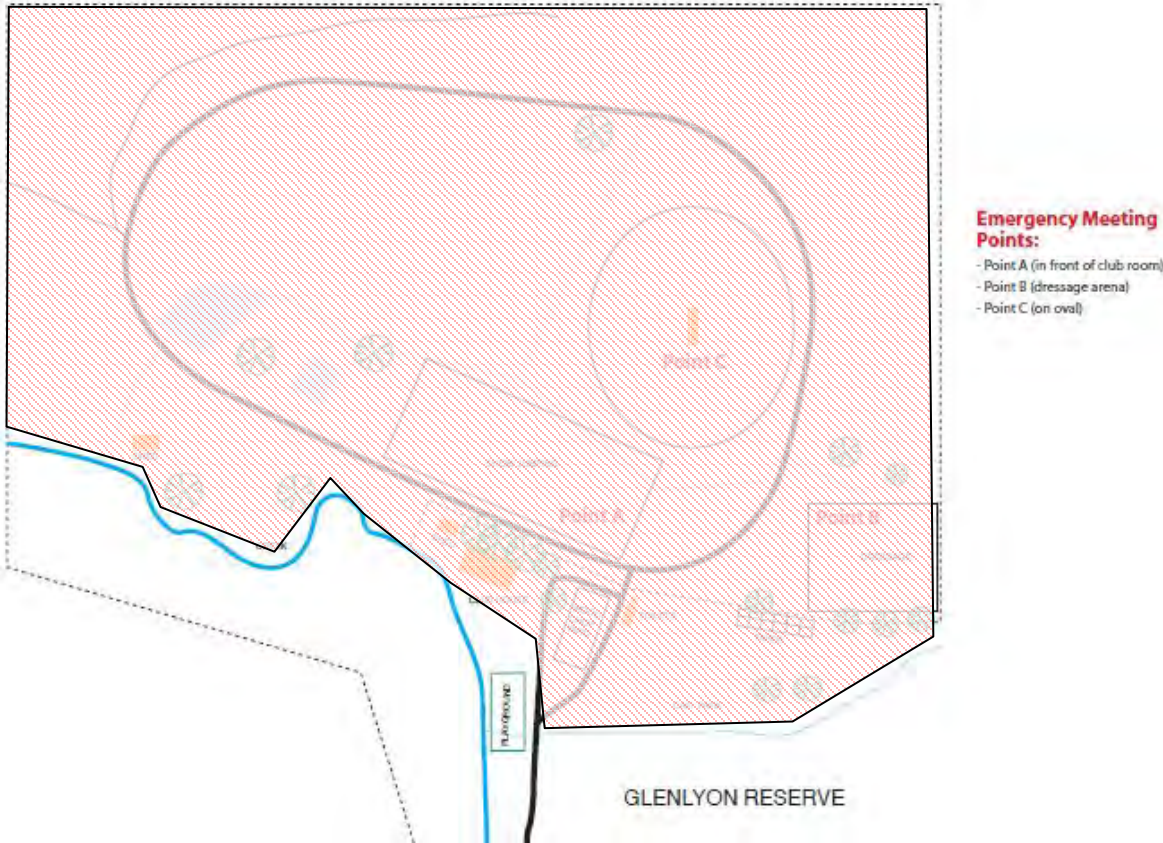 Emergency Meeting
Points:
- Point A (in front of club room)
- Point B (dressage arena)
- Point C (on oval)
Point C
Point A
Point B
PLAYGROUND
GLENLYON RESERVE